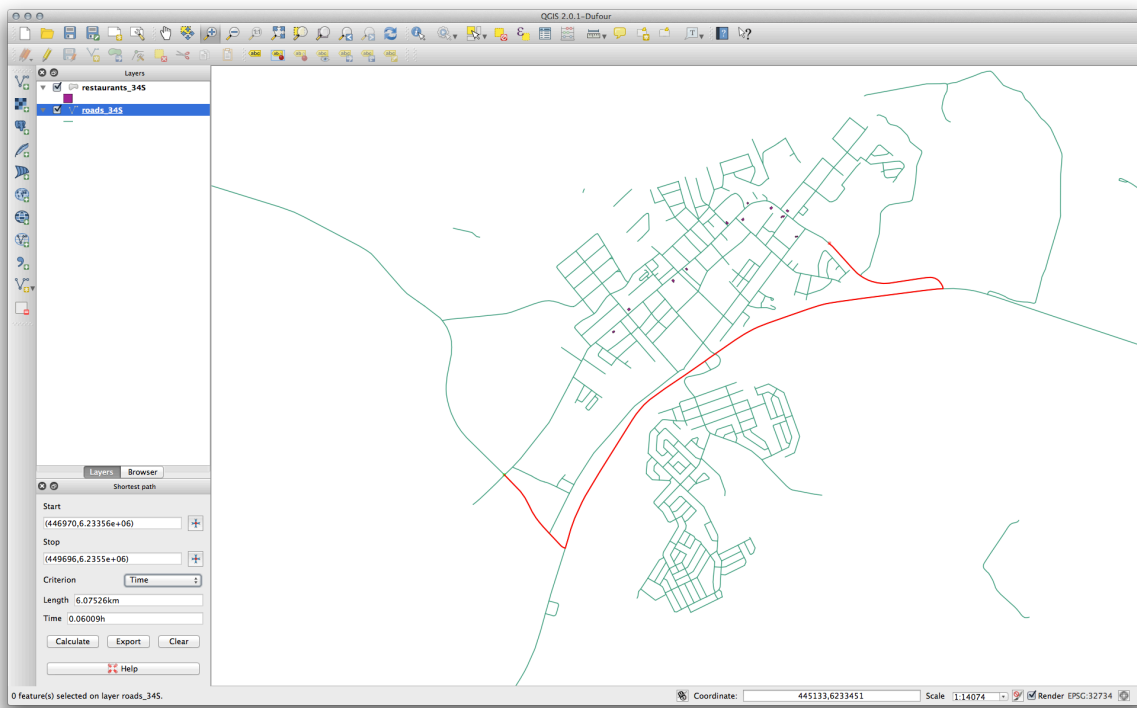 QGIS 2.0.1-Dufour
Layers
restaurants_34S
roads_34S
Layers Browser
Shortest path
Start
(446970,6.23356e+06)
Stop
(449696,6.2355e+06)
Criterion Time
Length 6.07526km
Time 0.06009h
Calculate Export Clear
Help
0 feature(s) selected on layer roads_34S.
Coordinate: 445133,6233451 Scale 1:14074 Render EPSG:32734